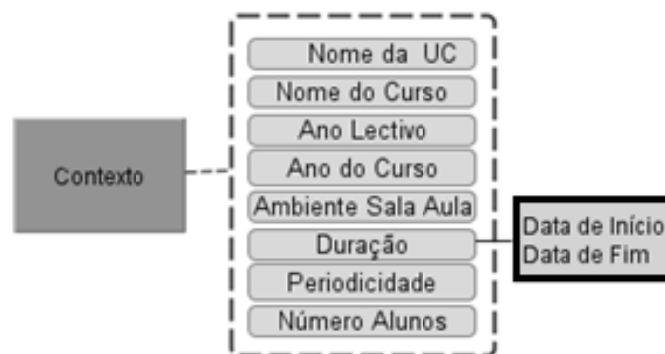 Contexto
Nome da UC
Nome do Curso
Ano Lectivo
Ano do Curso
Ambiente Sala Aula
Duração
Periodicidade
Número Alunos
Data de Início
Data de Fim